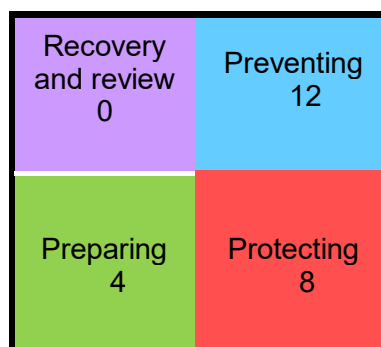 Recovery
and review
0
Preventing
12
Preparing
4
Protecting
8